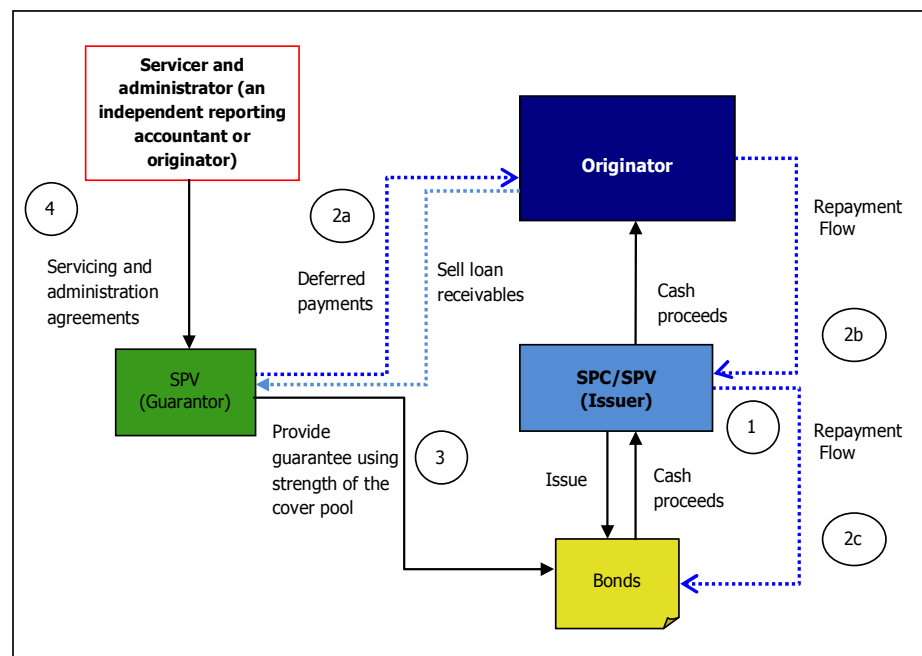 Servicer and
administrator (an
independent reporting
accountant or
originator)
Originator
4
2a
Repayment
Flow
Servicing and
administration
agreements
Deferred
payments
Sell loan
receivables
Cash
proceeds
2b
SPV
(Guarantor)
SPC/SPV
(Issuer)
1
Repayment
Flow
Provide
guarantee using
strength of the
cover pool
3
Issue
Cash
proceeds
2c
Bonds